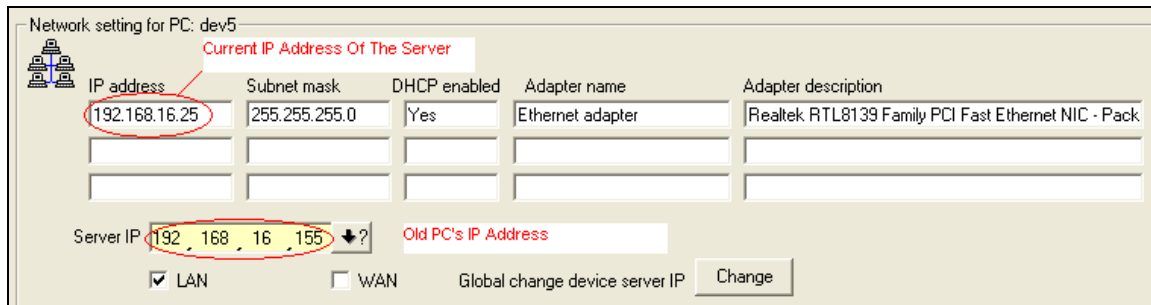 Network setting for PC: dev5
Current IP Address Of The Server
IP address Subnet mask DHCP enabled Adapter name Adapter description
192.168.16.25 255.255.255.0 Yes Ethernet adapter Realtek RTL8139 Family PCI Fast Ethernet NIC - Pack
Server IP 192 . 168 . 16 . 155 ? Old PC's IP Address
LAN WAN Global change device server IP Change